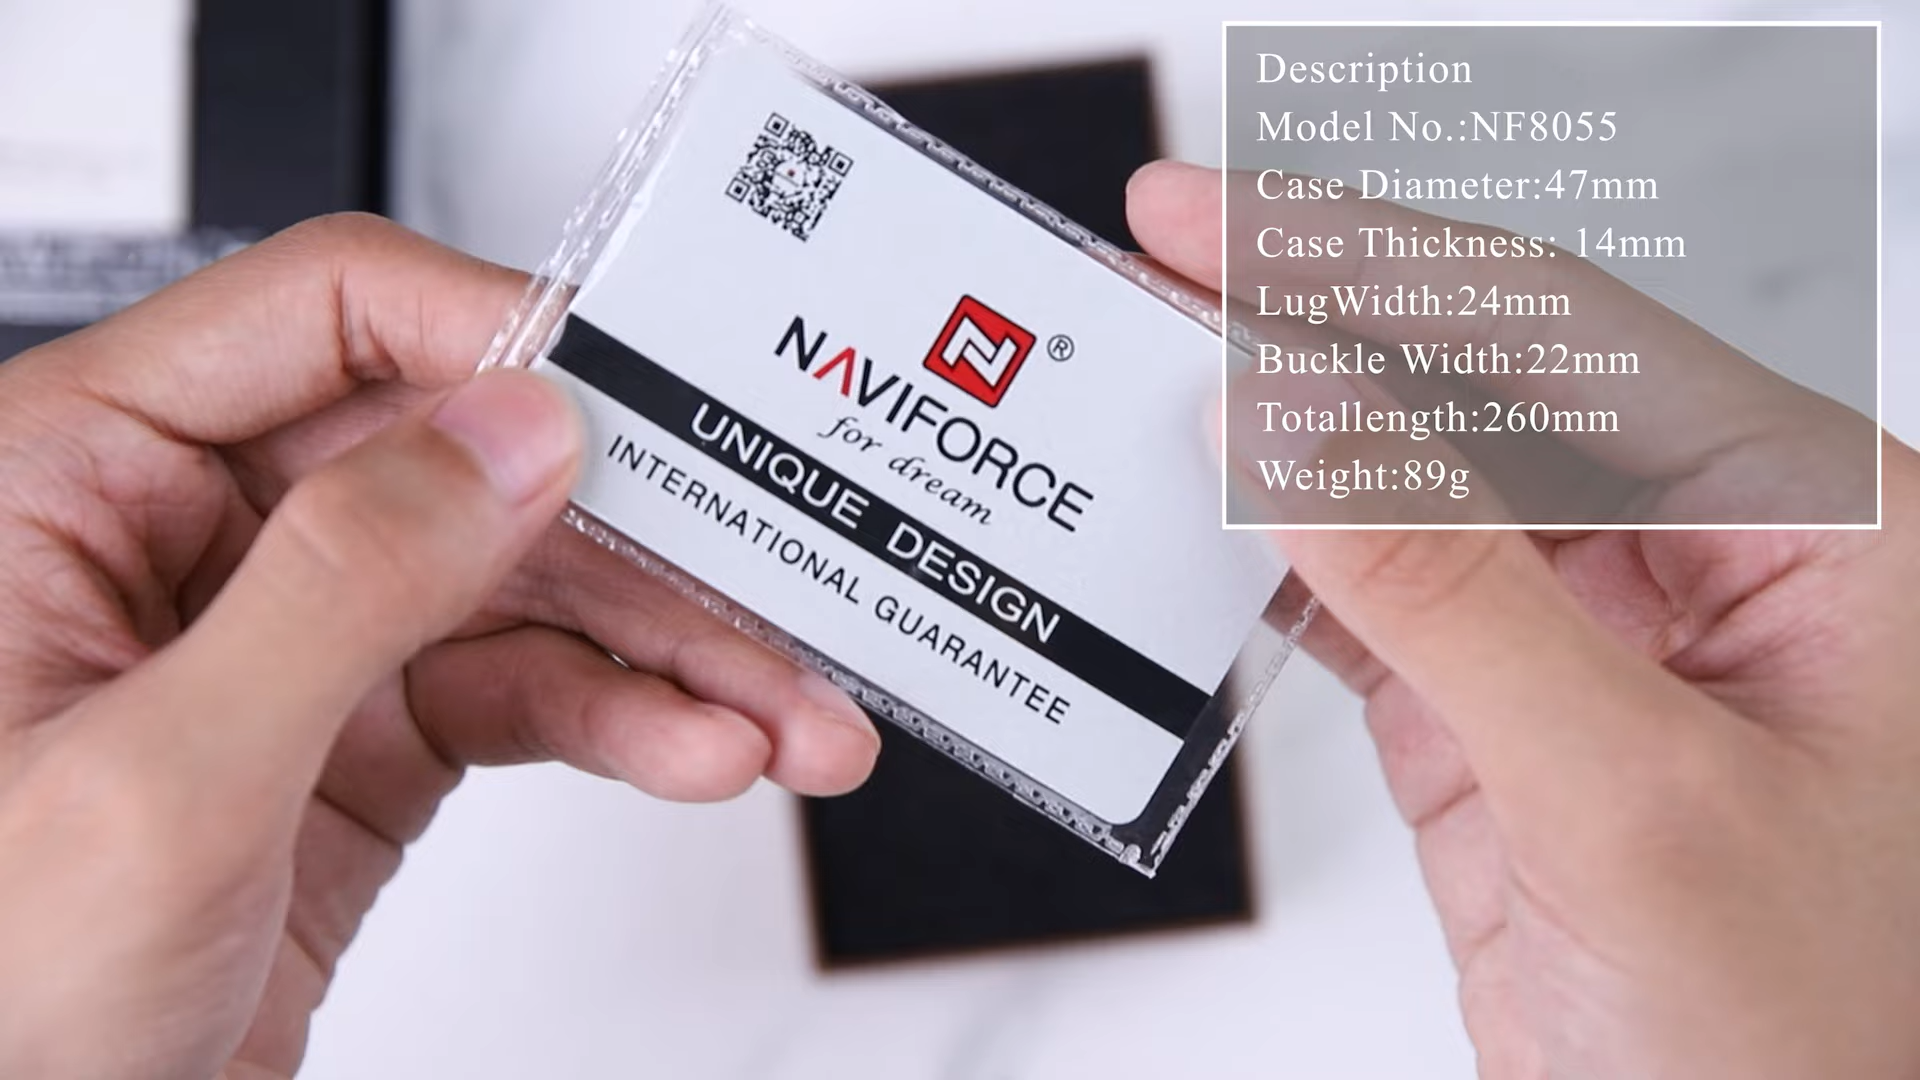 NAVIFORCE
®
for dream
UNIQUE DESIGN
INTERNATIONAL GUARANTEE
Description
Model No.:NF8055
Case Diameter:47mm
Case Thickness: 14mm
LugWidth:24mm
Buckle Width:22mm
Totallength:260mm
Weight:89g